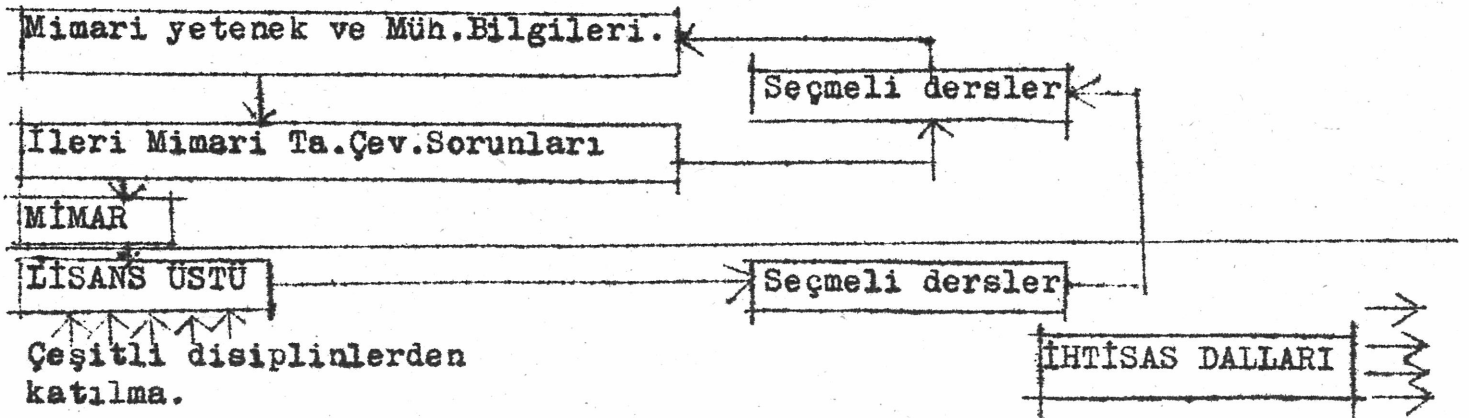 Mimari yetenek ve Müh.Bilgileri.
Seçmeli dersler
İleri Mimari Ta.Çev.Sorunları
MİMAR
LİSANS ÜSTÜ
Seçmeli dersler
Çeşitli disiplinlerden
katılma.
İHTİSAS DALLARI